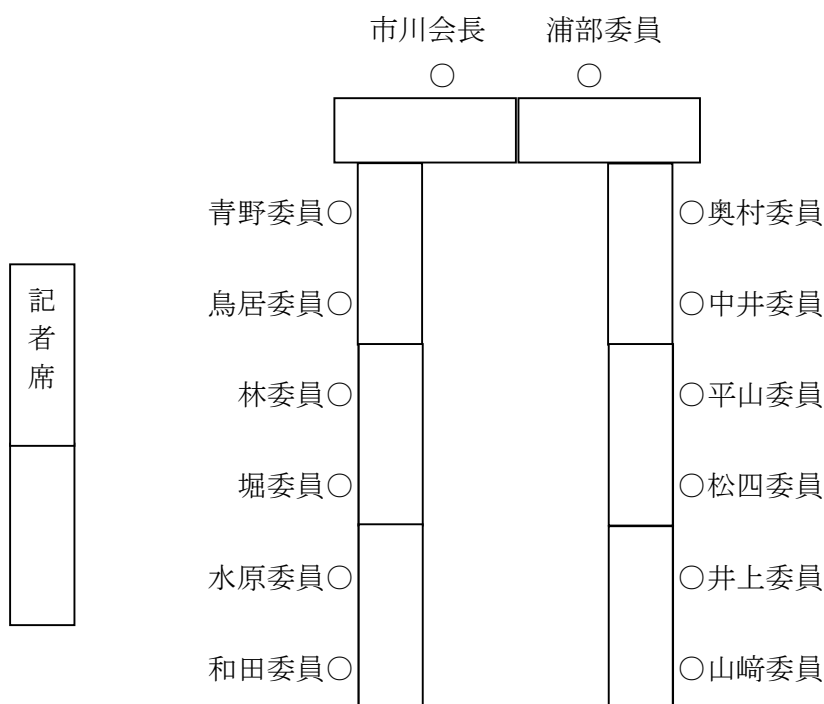 市川会長 浦部委員
○ ○
青野委員○ ○奥村委員
鳥居委員○ ○中井委員
記者席
林委員○ ○平山委員
堀委員○ ○松四委員
水原委員○ ○井上委員
和田委員○ ○山﨑委員